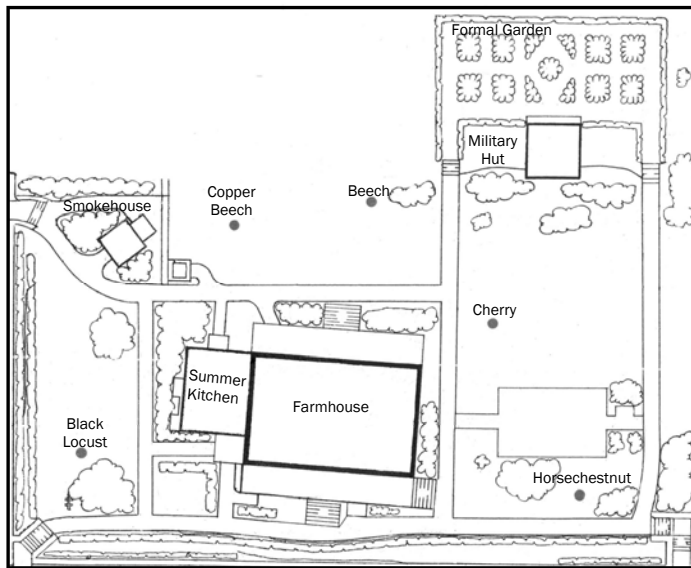 Formal Garden
Military
Hut
Smokehouse
Copper
Beech
Beech
Cherry
Summer
Kitchen
Farmhouse
Black
Locust
Horsechestnut